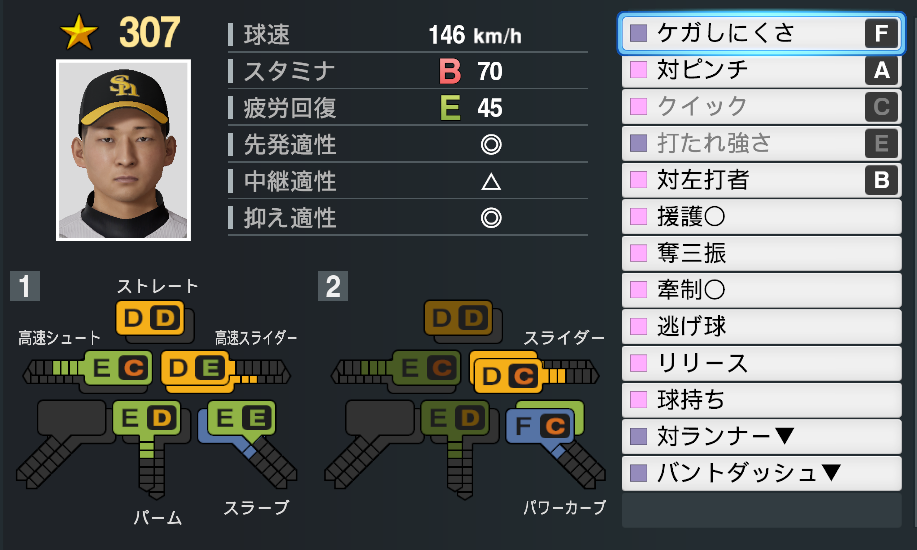 ★ 307
SH
球速 146 km/h
スタミナ B 70
疲労回復 E 45
先発適性 ◎
中継適性 △
抑え適性 ◎
1
ストレート
D D
高速シュート
E C
高速スライダー
D E
E D
パーム
E E
スラーブ
2
D D
E C
スライダー
D C
E D
F C
パワーカーブ
ケガしにくさ F
対ピンチ A
クイック C
打たれ強さ E
対左打者 B
援護○
奪三振
牽制○
逃げ球
リリース
球持ち
対ランナー▼
バントダッシュ▼